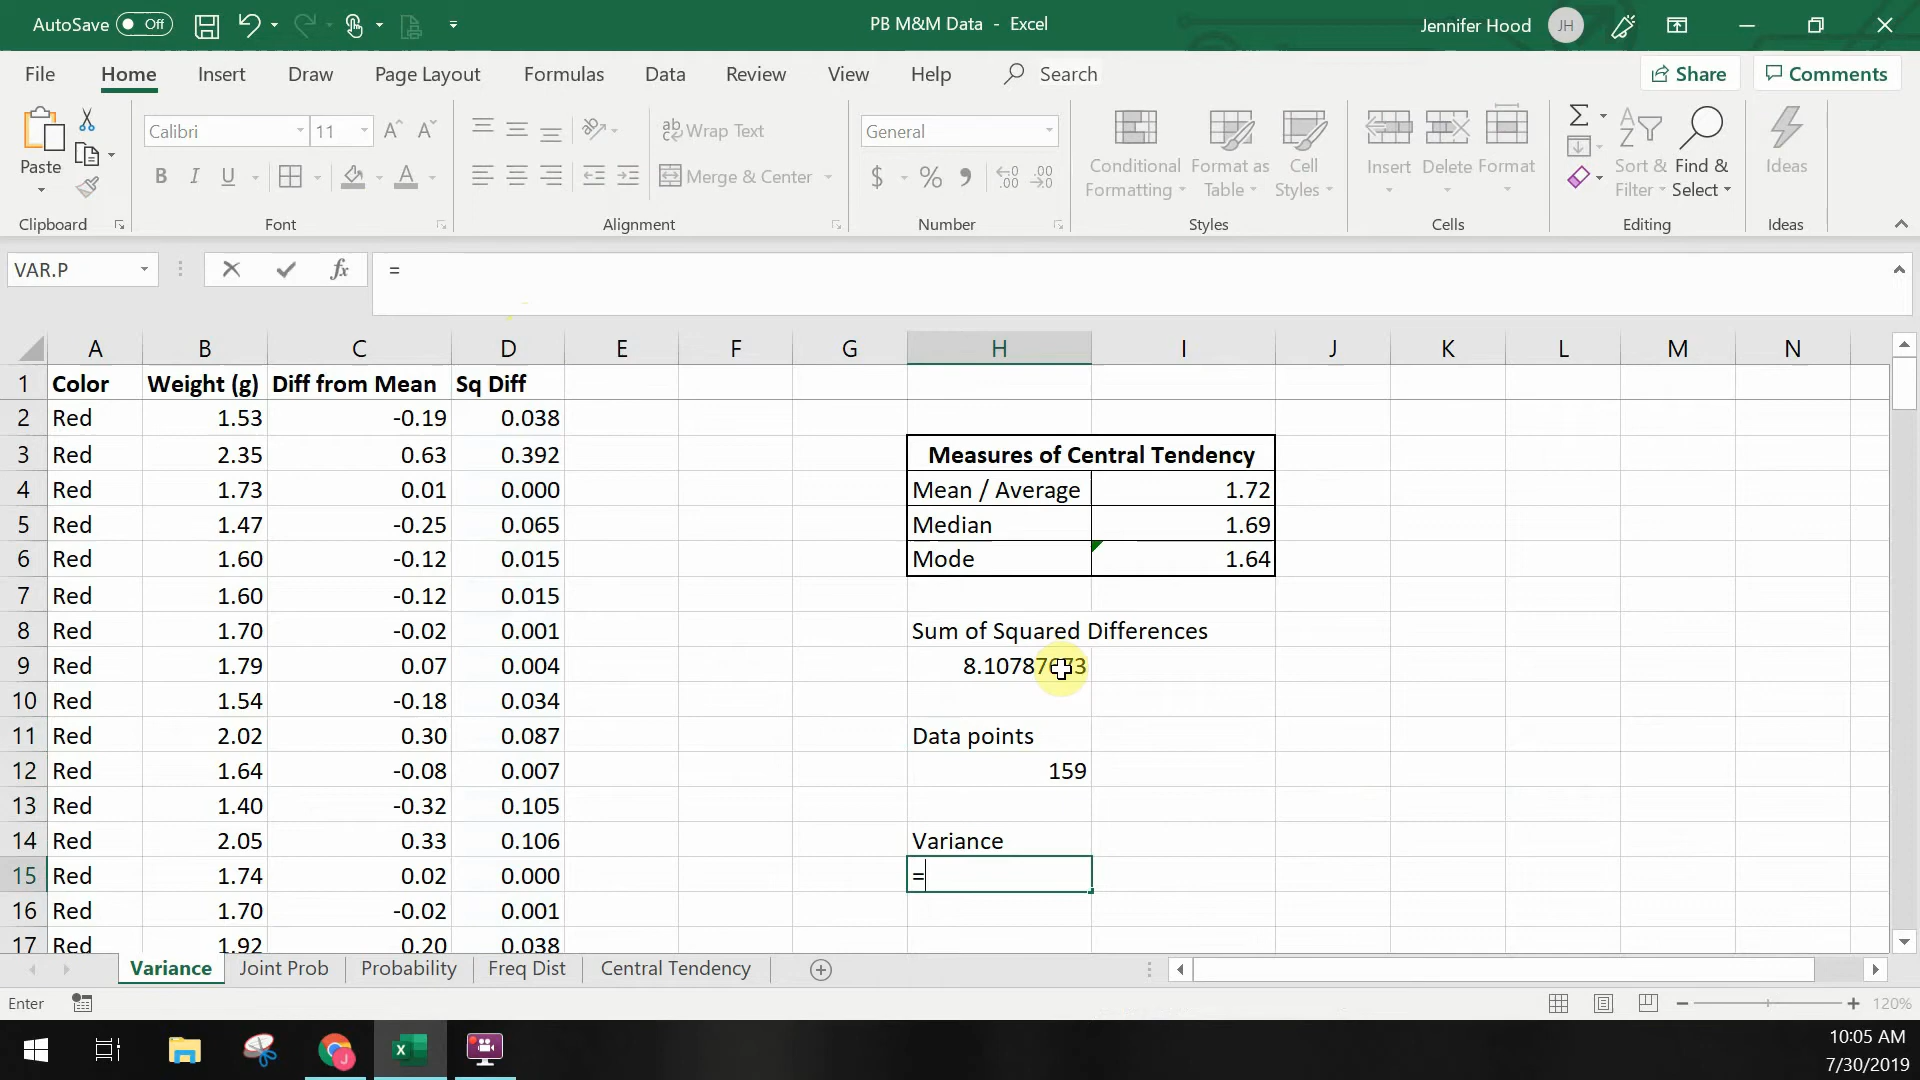 AutoSave Off PB M&M Data - Excel Jennifer Hood JH
File Home Insert Draw Page Layout Formulas Data Review View Help Search Share Comments
Paste
Clipboard
Calibri 11
B I U
Font
Wrap Text
Merge & Center
Alignment
General
$ % 9
Number
Conditional Formatting
Format as Table
Cell Styles
Styles
Insert Delete Format
Cells
Sort & Filter
Find & Select
Editing
Ideas
Ideas
VAR.P fx =
A B C D E F G H I J K L M N
1 Color Weight (g) Diff from Mean Sq Diff
2 Red 1.53 -0.19 0.038
3 Red 2.35 0.63 0.392 Measures of Central Tendency
4 Red 1.73 0.01 0.000 Mean / Average 1.72
5 Red 1.47 -0.25 0.065 Median 1.69
6 Red 1.60 -0.12 0.015 Mode 1.64
7 Red 1.60 -0.12 0.015
8 Red 1.70 -0.02 0.001 Sum of Squared Differences
9 Red 1.79 0.07 0.004
10 Red 1.54 -0.18 0.034
11 Red 2.02 0.30 0.087 Data points
12 Red 1.64 -0.08 0.007 159
13 Red 1.40 -0.32 0.105
14 Red 2.05 0.33 0.106 Variance
15 Red 1.74 0.02 0.000 =
16 Red 1.70 -0.02 0.001
17 Red 1.92 0.20 0.038
Variance Joint Prob Probability Freq Dist Central Tendency
Enter 120%
10:05 AM
7/30/2019